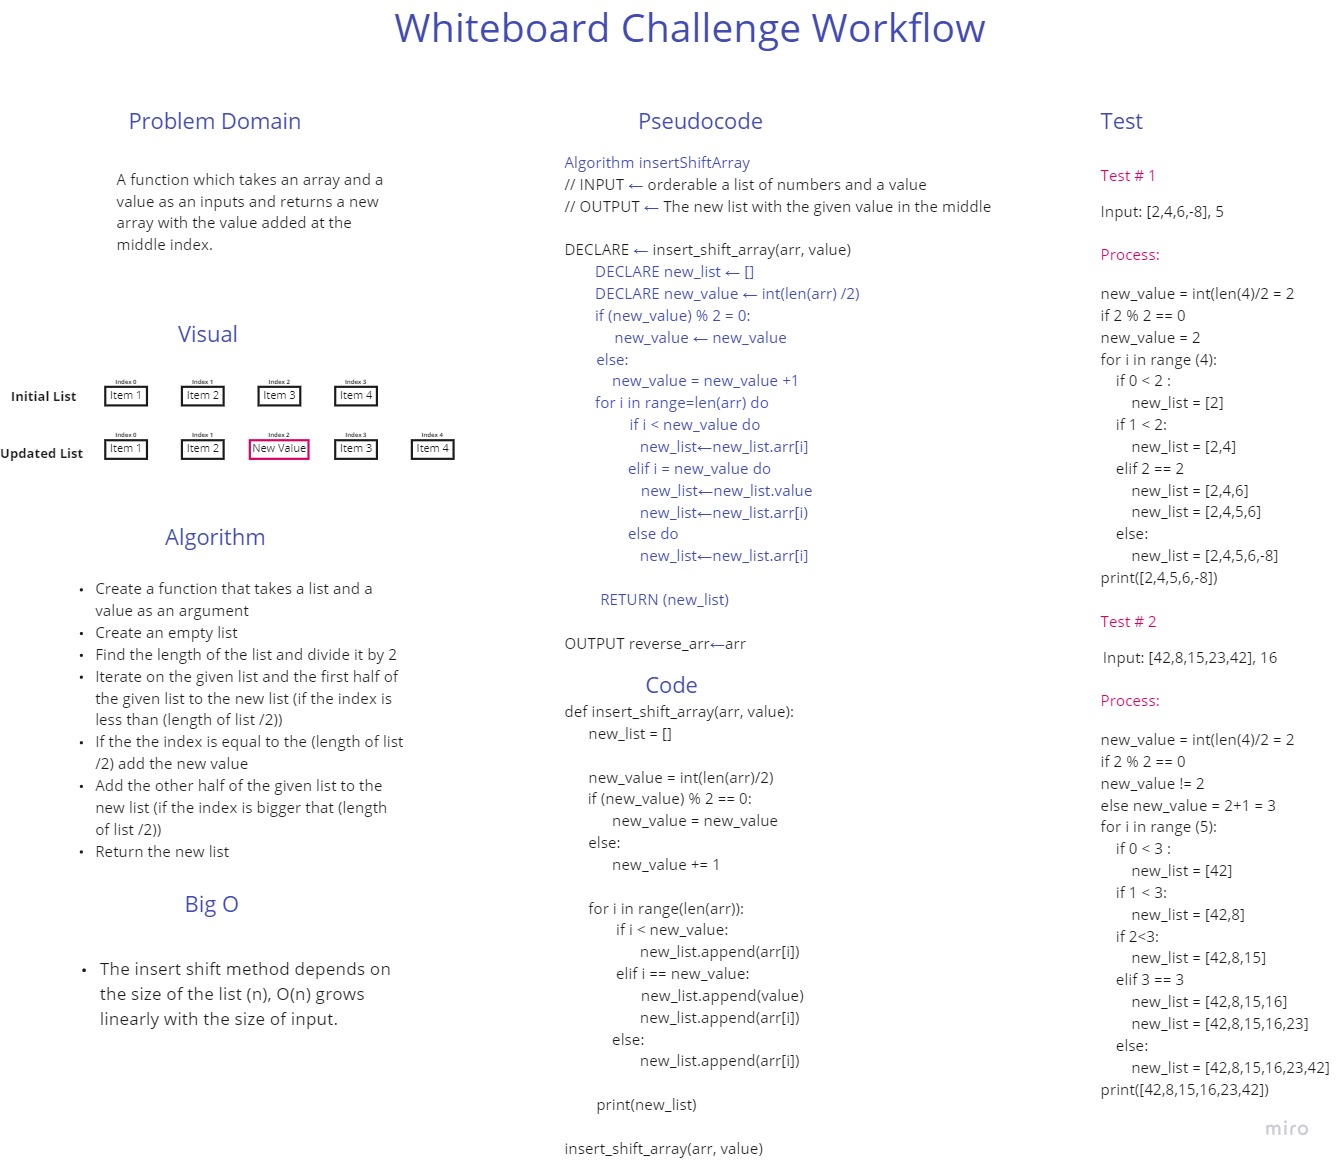 Whiteboard Challenge Workflow
Problem Domain
A function which takes an array and a
value as an inputs and returns a new
array with the value added at the
middle index.
Visual
Index 0 Index 1 Index 2 Index 3
Initial List Item 1 Item 2 Item 3 Item 4
Index 0 Index 1 Index 2 Index 3 Index 4
Updated List Item 1 Item 2 New Value Item 3 Item 4
Algorithm
• Create a function that takes a list and a
value as an argument
• Create an empty list
• Find the length of the list and divide it by 2
• Iterate on the given list and the first half of
the given list to the new list (if the index is
less than (length of list /2))
• If the the index is equal to the (length of list
/2) add the new value
• Add the other half of the given list to the
new list (if the index is bigger that (length
of list /2))
• Return the new list
Big O
• The insert shift method depends on
the size of the list (n), O(n) grows
linearly with the size of input.
Pseudocode
Algorithm insertShiftArray
// INPUT ← orderable a list of numbers and a value
// OUTPUT ← The new list with the given value in the middle
DECLARE ← insert_shift_array(arr, value)
DECLARE new_list ← []
DECLARE new_value ← int(len(arr) /2)
if (new_value) % 2 = 0:
new_value ← new_value
else:
new_value = new_value +1
for i in range=len(arr) do
if i < new_value do
new_list←new_list.arr[i]
elif i = new_value do
new_list←new_list.value
new_list←new_list.arr[i)
else do
new_list←new_list.arr[i]
RETURN (new_list)
OUTPUT reverse_arr←arr
Code
def insert_shift_array(arr, value):
new_list = []
new_value = int(len(arr)/2)
if (new_value) % 2 == 0:
new_value = new_value
else:
new_value += 1
for i in range(len(arr)):
if i < new_value:
new_list.append(arr[i])
elif i == new_value:
new_list.append(value)
new_list.append(arr[i])
else:
new_list.append(arr[i])
print(new_list)
insert_shift_array(arr, value)
Test
Test # 1
Input: [2,4,6,-8], 5
Process:
new_value = int(len(4)/2 = 2
if 2 % 2 == 0
new_value = 2
for i in range (4):
if 0 < 2 :
new_list = [2]
if 1 < 2:
new_list = [2,4]
elif 2 == 2
new_list = [2,4,6]
new_list = [2,4,5,6]
else:
new_list = [2,4,5,6,-8]
print([2,4,5,6,-8])
Test # 2
Input: [42,8,15,23,42], 16
Process:
new_value = int(len(4)/2 = 2
if 2 % 2 == 0
new_value != 2
else new_value = 2+1 = 3
for i in range (5):
if 0 < 3 :
new_list = [42]
if 1 < 3:
new_list = [42,8]
if 2<3:
new_list = [42,8,15]
elif 3 == 3
new_list = [42,8,15,16]
new_list = [42,8,15,16,23]
else:
new_list = [42,8,15,16,23,42]
print([42,8,15,16,23,42])
miro